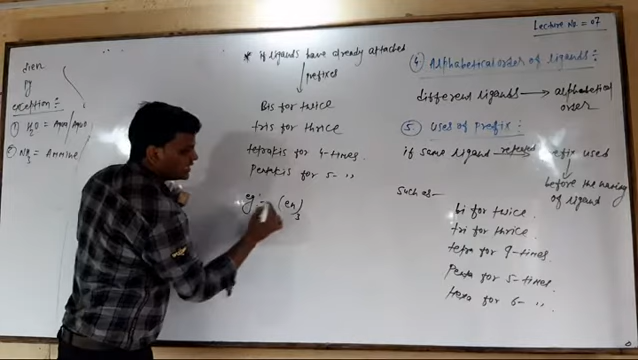 Lecture No. = 07
dien
py
exception :-
① H₂O = Aqua/Aquo
② NH₃ = Ammine
* if ligands have already attached
prefixes
Bis for twice
tris for thrice
tetrakis for 4-times.
Pentakis for 5- "
eg :- (en)₃
④ Alphabetical order of ligands :-
different ligands → alphabetical
order
⑤ Uses of prefix :-
if same ligand repeated → used
before the naming
of ligand
such as -
bi for twice.
tri for thrice.
tetra for 4-times.
Penta for 5-times.
Hexa for 6- "